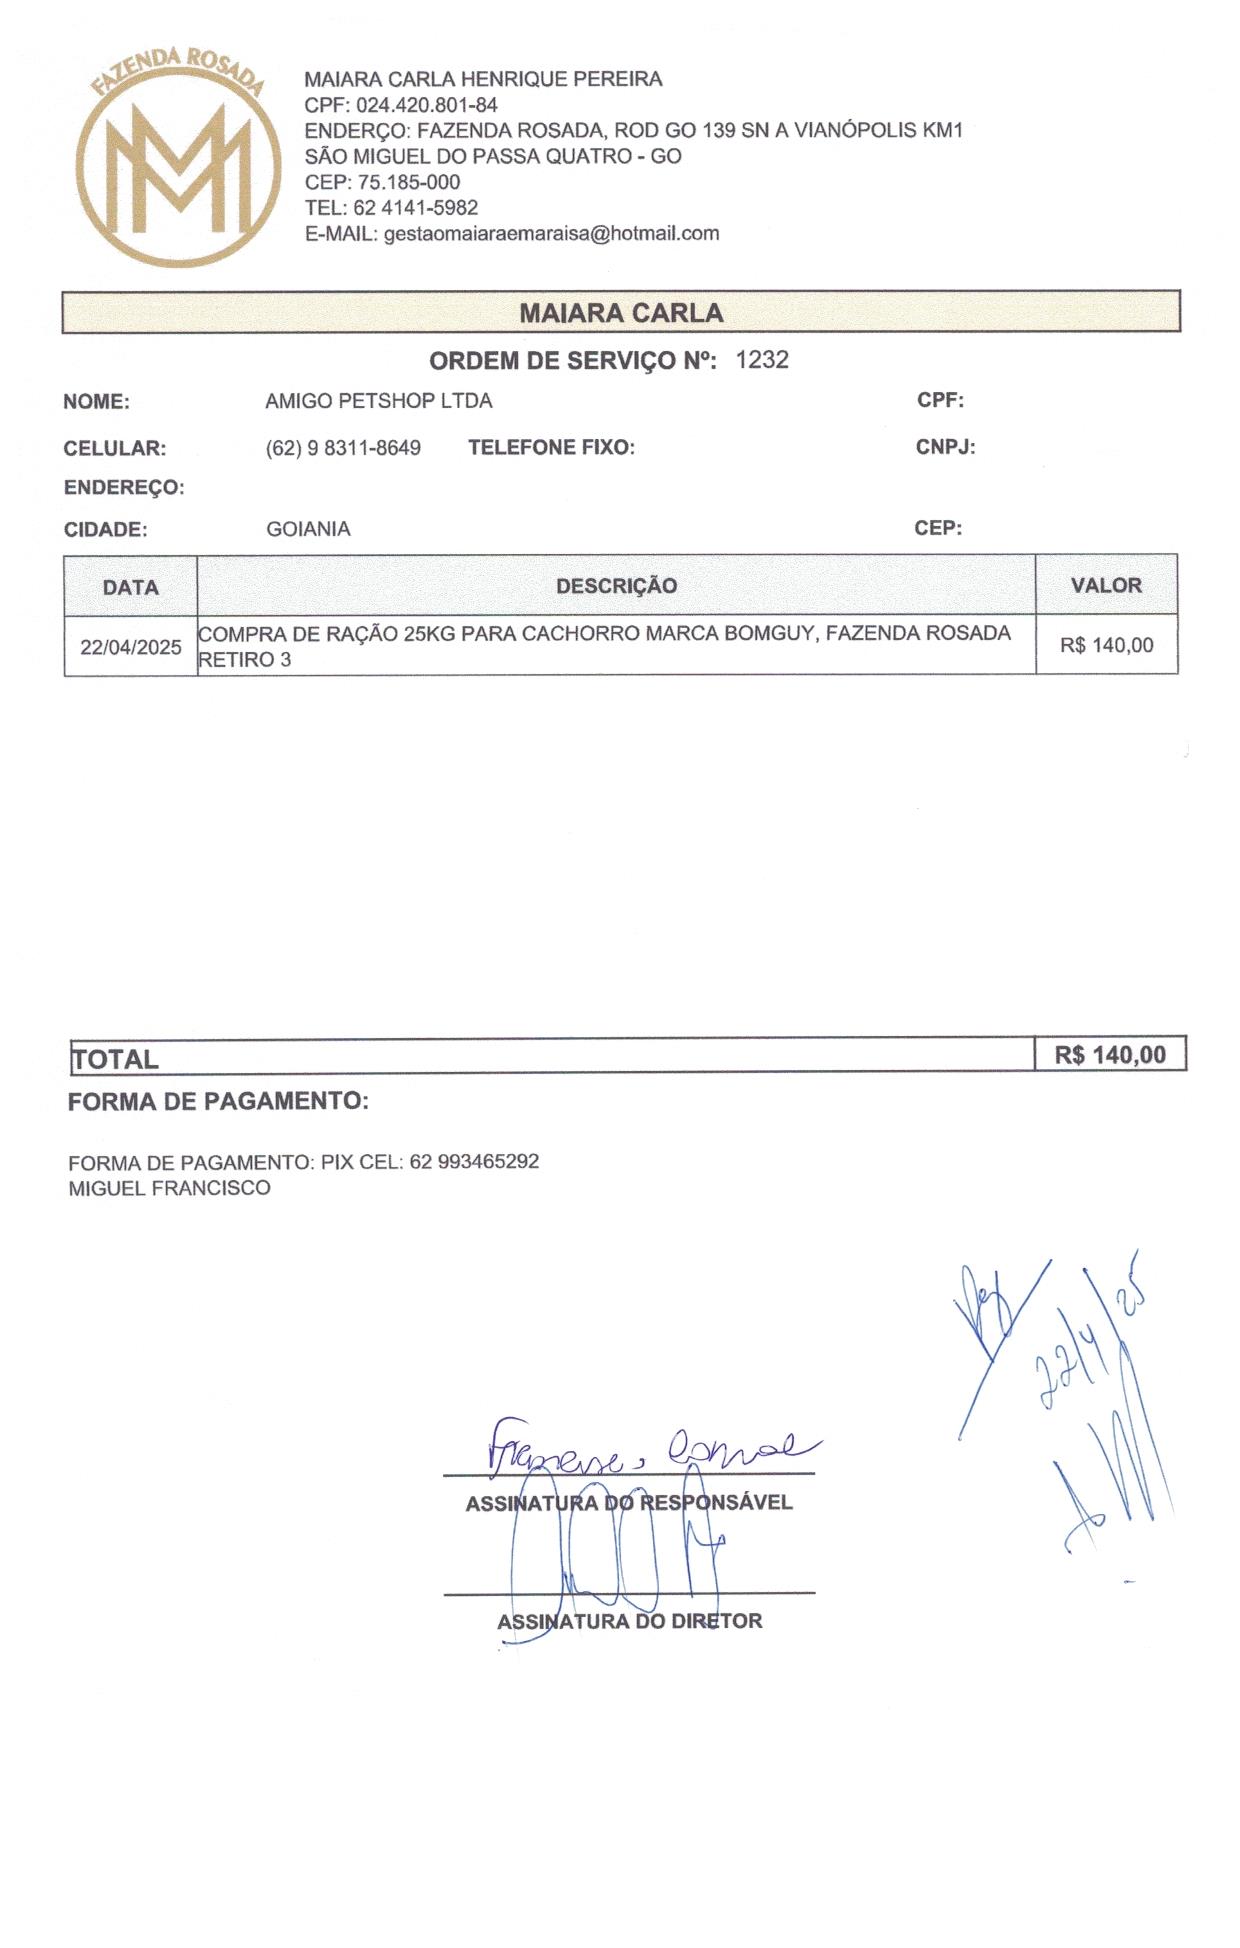 FAZENDA ROSADA
MAIARA CARLA HENRIQUE PEREIRA
CPF: 024.420.801-84
ENDERÇO: FAZENDA ROSADA, ROD GO 139 SN A VIANÓPOLIS KM1
SÃO MIGUEL DO PASSA QUATRO - GO
CEP: 75.185-000
TEL: 62 4141-5982
E-MAIL: gestaomaiaraemaraisa@hotmail.com
MAIARA CARLA
ORDEM DE SERVIÇO Nº: 1232
NOME: AMIGO PETSHOP LTDA CPF:
CELULAR: (62) 9 8311-8649 TELEFONE FIXO: CNPJ:
ENDEREÇO:
CIDADE: GOIANIA CEP:
DATA DESCRIÇÃO VALOR
22/04/2025 COMPRA DE RAÇÃO 25KG PARA CACHORRO MARCA BOMGUY, FAZENDA ROSADA R$ 140,00
RETIRO 3
TOTAL R$ 140,00
FORMA DE PAGAMENTO:
FORMA DE PAGAMENTO: PIX CEL: 62 993465292
MIGUEL FRANCISCO
22/4/25
ASSINATURA DO RESPONSÁVEL
ASSINATURA DO DIRETOR